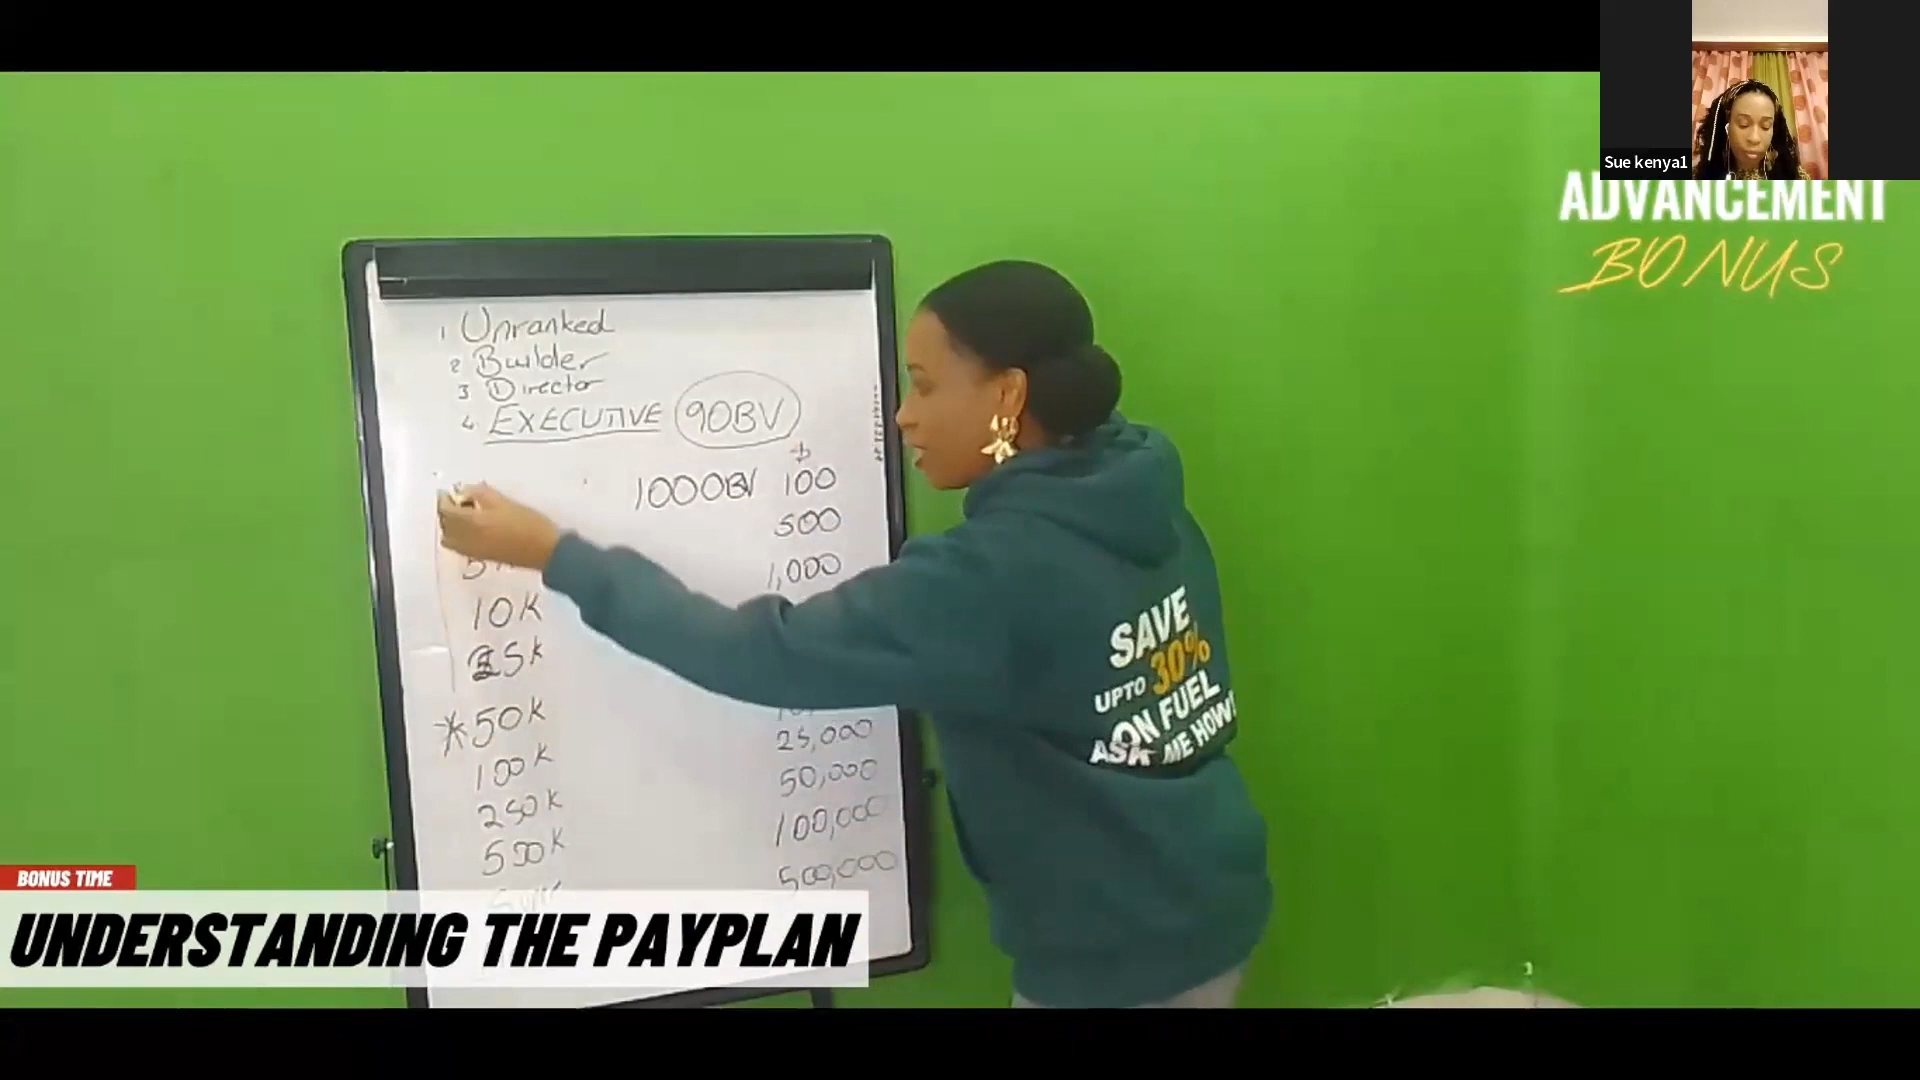 Sue kenya1
ADVANCEMENT
BONUS
1 Unranked
2 Builder
3 Director
4 EXECUTIVE 90BV
$
1000BV 100
500
1,000
10K
5K
*50K
25,000
100K
50,000
250K
100,000
500K
500,000
SAVE
UPTO 30%
ON FUEL
ASK ME HOW!
BONUS TIME
UNDERSTANDING THE PAYPLAN